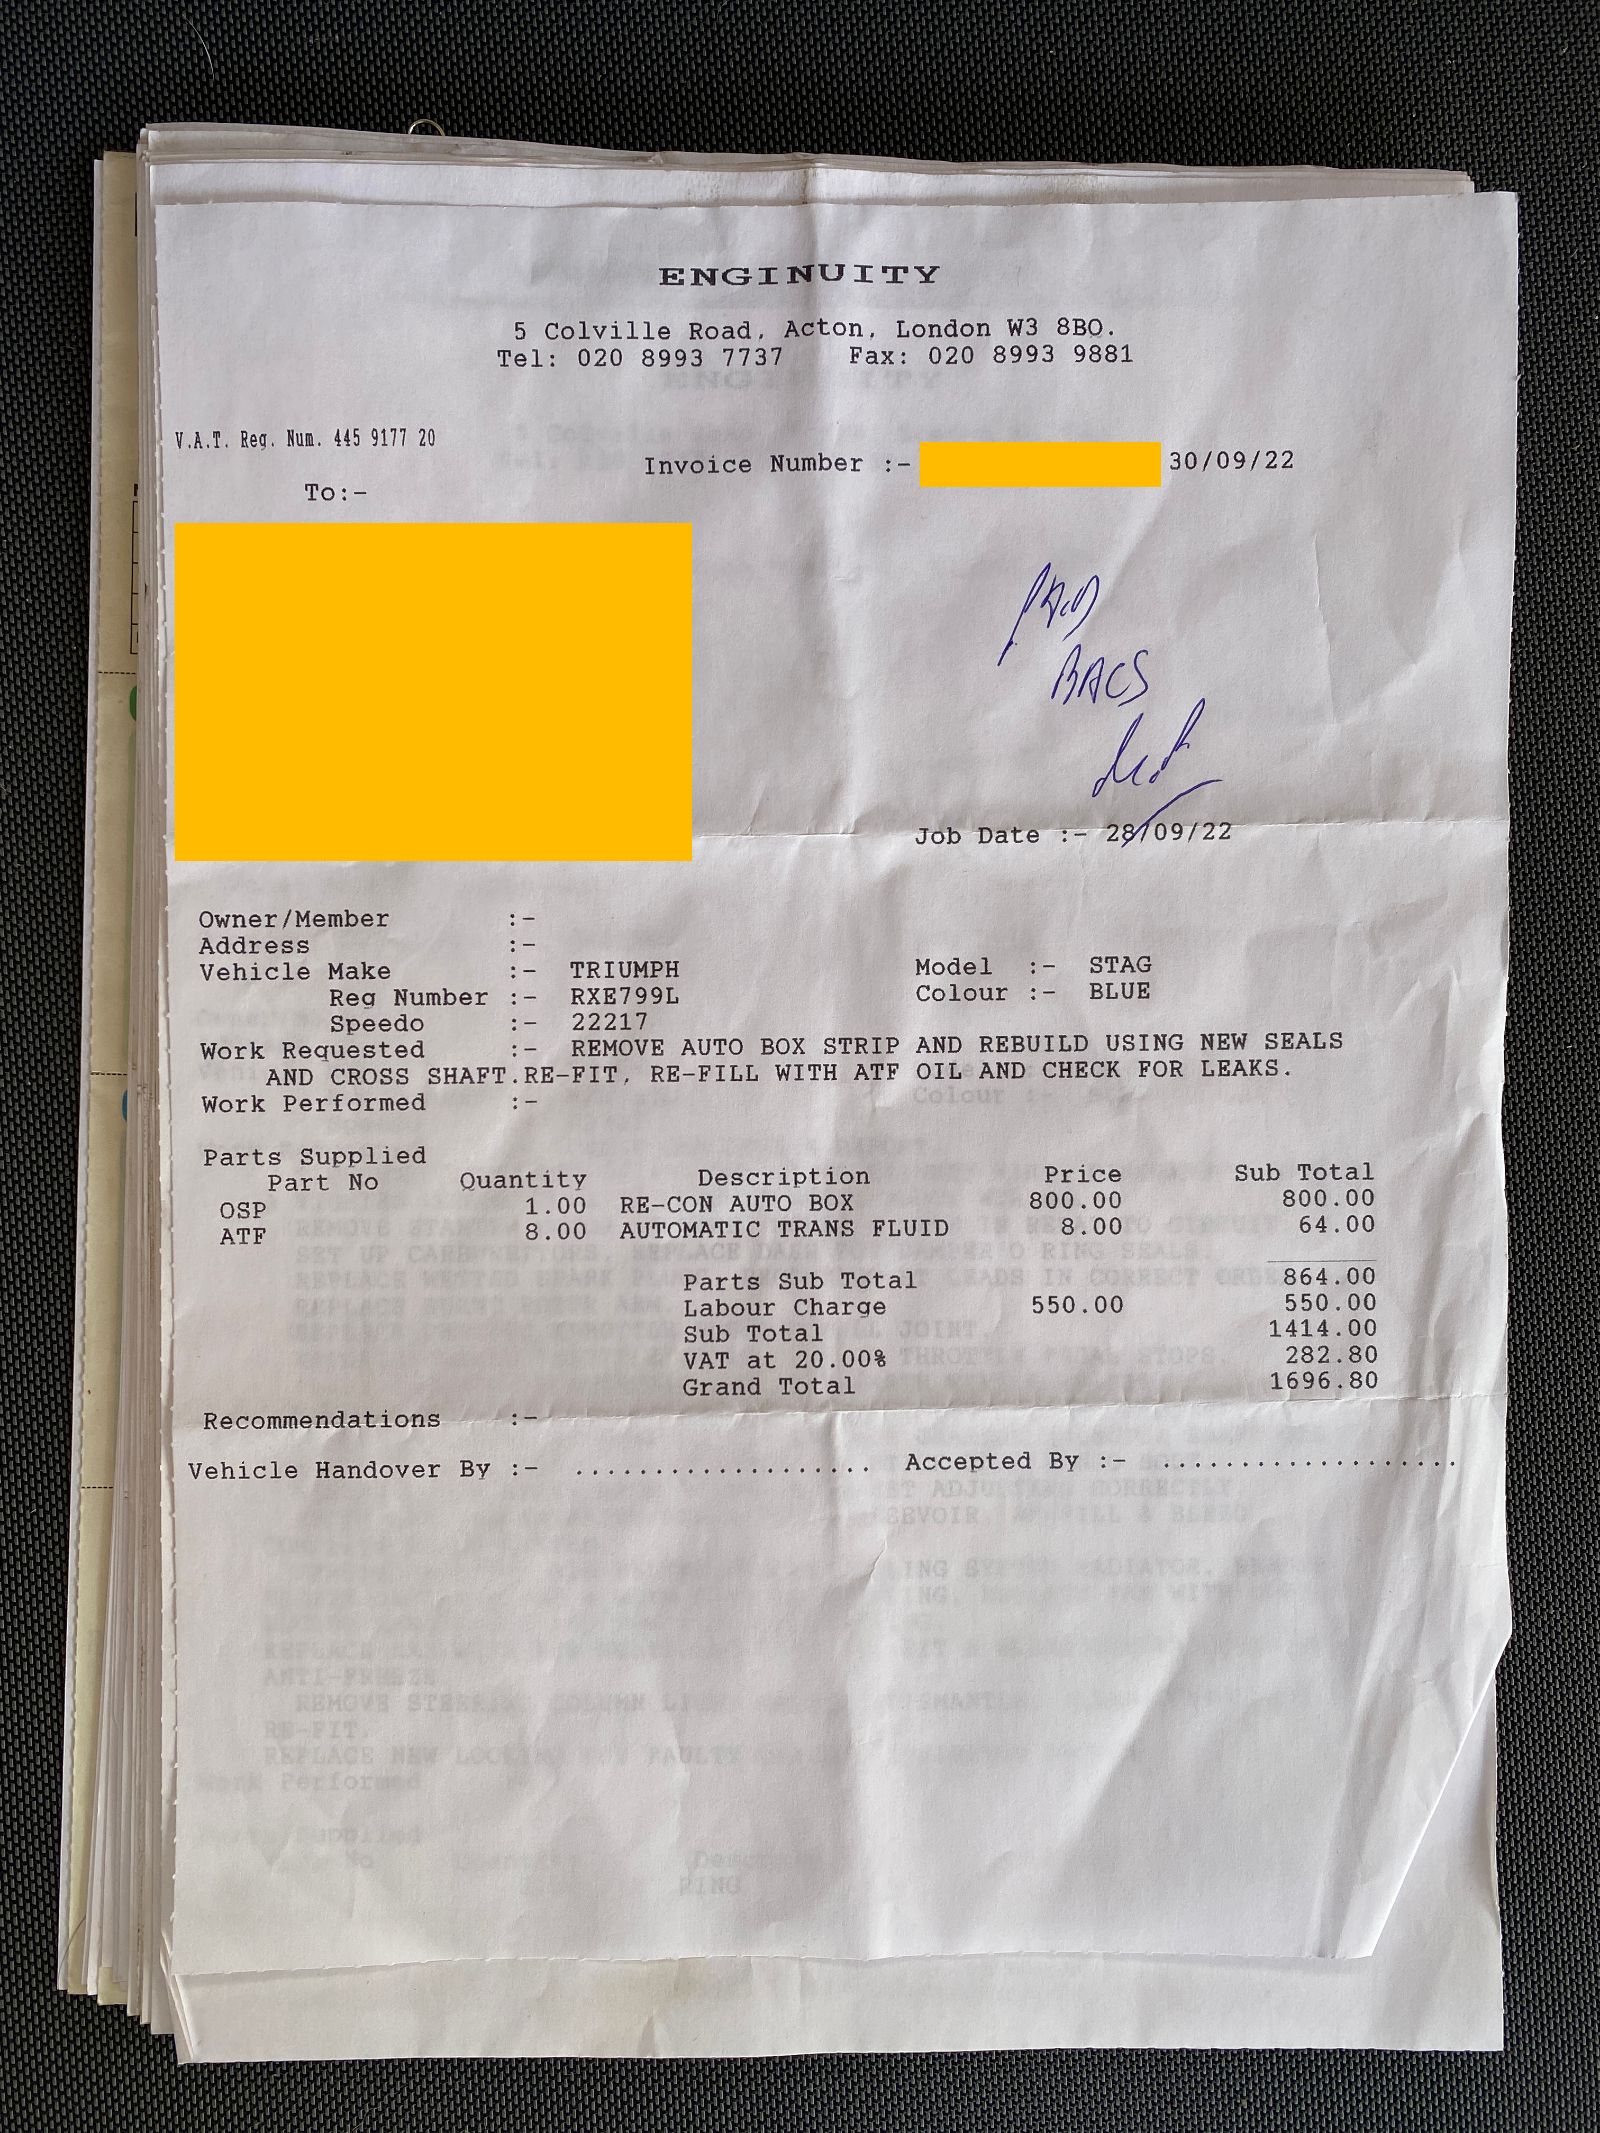 ENGINUITY
5 Colville Road, Acton, London W3 8BQ.
Tel: 020 8993 7737 Fax: 020 8993 9881
V.A.T. Reg. Num. 445 9177 20
Invoice Number :- 30/09/22
To:-
PAID
BACS
Job Date :- 28/09/22
Owner/Member :-
Address :-
Vehicle Make :- TRIUMPH Model :- STAG
Reg Number :- RXE799L Colour :- BLUE
Speedo :- 22217
Work Requested :- REMOVE AUTO BOX STRIP AND REBUILD USING NEW SEALS
AND CROSS SHAFT.RE-FIT, RE-FILL WITH ATF OIL AND CHECK FOR LEAKS.
Work Performed :-
Parts Supplied
Part No Quantity Description Price Sub Total
OSP 1.00 RE-CON AUTO BOX 800.00 800.00
ATF 8.00 AUTOMATIC TRANS FLUID 8.00 64.00
Parts Sub Total 864.00
Labour Charge 550.00 550.00
Sub Total 1414.00
VAT at 20.00% 282.80
Grand Total 1696.80
Recommendations :-
Vehicle Handover By :- ................... Accepted By :- ...................